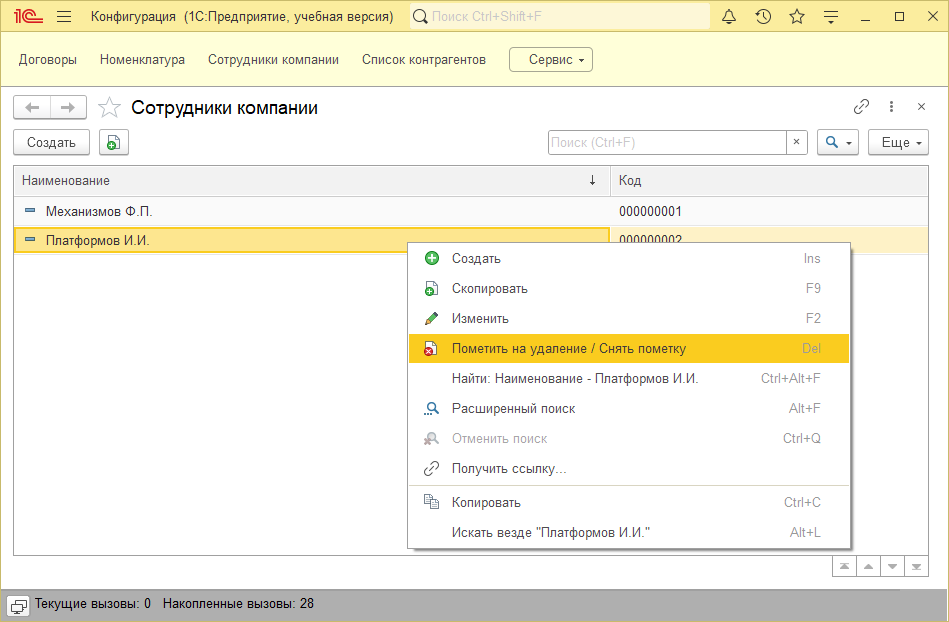 1С Конфигурация (1С:Предприятие, учебная версия) Поиск Ctrl+Shift+F
Договоры Номенклатура Сотрудники компании Список контрагентов Сервис
Сотрудники компании
Создать Поиск (Ctrl+F) × Еще
Наименование ↓ Код
Механизмов Ф.П. 000000001
Платформов И.И. 000000002
Создать Ins
Скопировать F9
Изменить F2
Пометить на удаление / Снять пометку Del
Найти: Наименование - Платформов И.И. Ctrl+Alt+F
Расширенный поиск Alt+F
Отменить поиск Ctrl+Q
Получить ссылку... 
Копировать Ctrl+C
Искать везде "Платформов И.И." Alt+L
Текущие вызовы: 0 Накопленные вызовы: 28